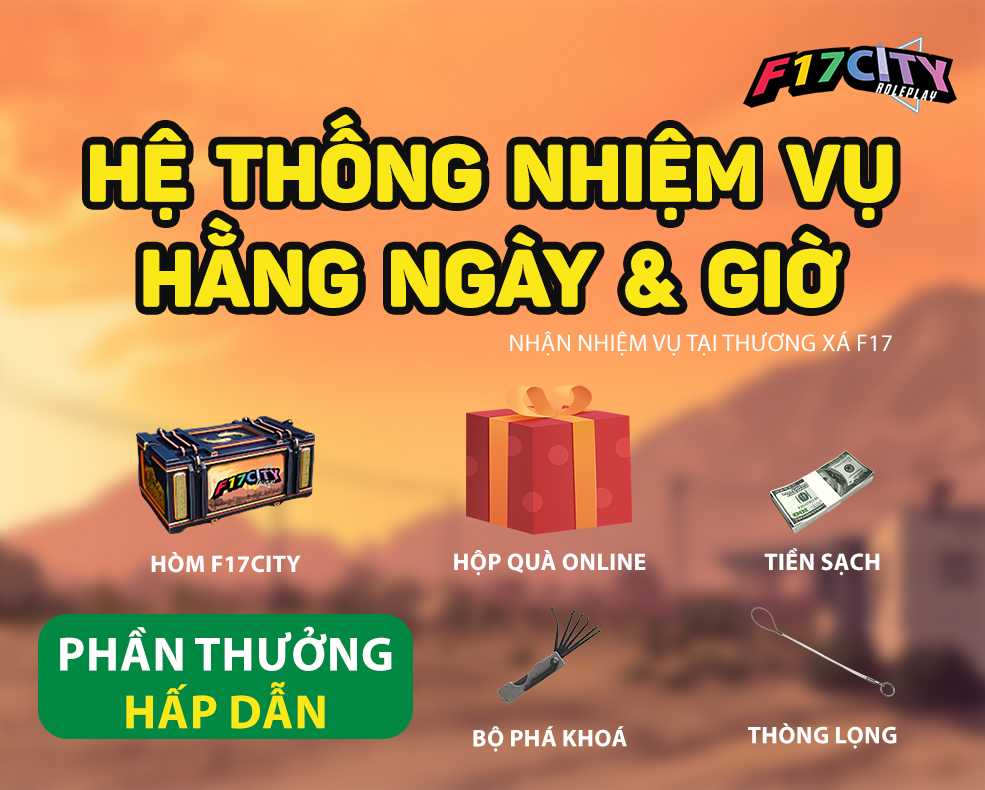 F17CITY
ROLEPLAY
HỆ THỐNG NHIỆM VỤ
HẰNG NGÀY & GIỜ
NHẬN NHIỆM VỤ TẠI THƯƠNG XÁ F17
F17CITY
HÒM F17CITY
HỘP QUÀ ONLINE
TIỀN SẠCH
PHẦN THƯỞNG
HẤP DẪN
BỘ PHÁ KHOÁ
THÒNG LỌNG